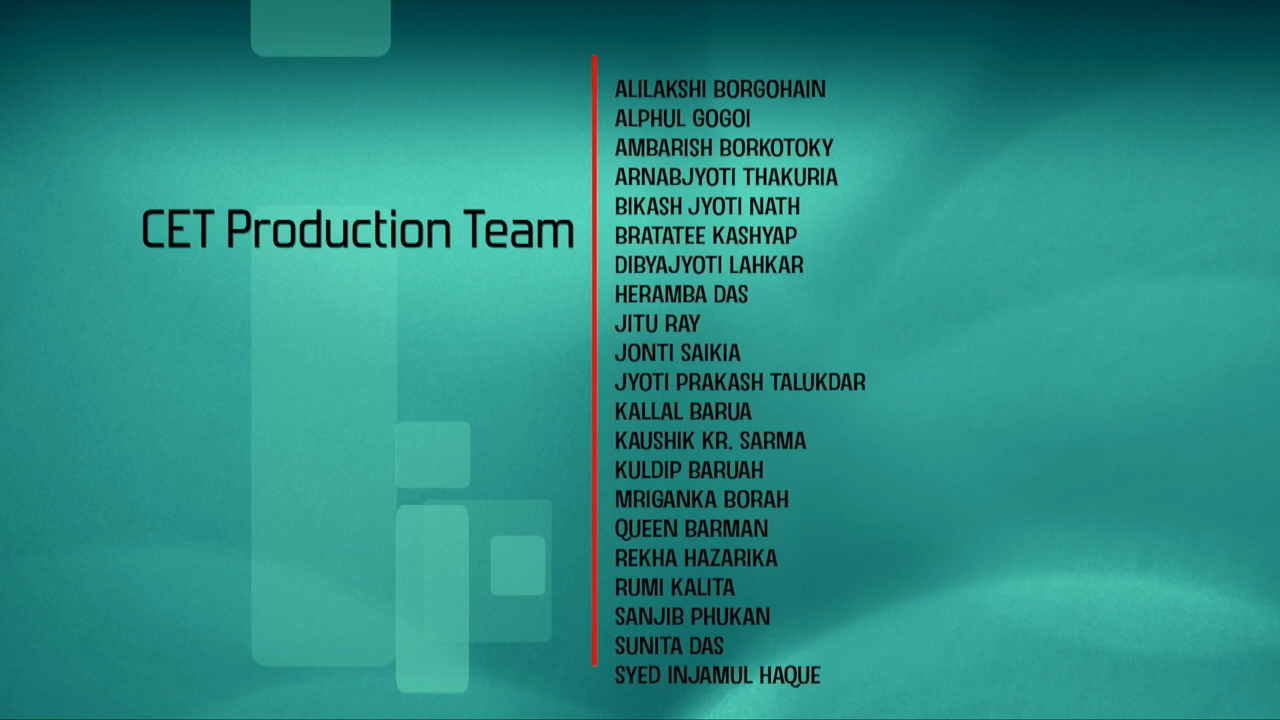 CET Production Team
ALILAKSHI BORGOHAIN
ALPHUL GOGOI
AMBARISH BORKOTOKY
ARNABJYOTI THAKURIA
BIKASH JYOTI NATH
BRATATEE KASHYAP
DIBYAJYOTI LAHKAR
HERAMBA DAS
JITU RAY
JONTI SAIKIA
JYOTI PRAKASH TALUKDAR
KALLAL BARUA
KAUSHIK KR. SARMA
KULDIP BARUAH
MRIGANKA BORAH
QUEEN BARMAN
REKHA HAZARIKA
RUMI KALITA
SANJIB PHUKAN
SUNITA DAS
SYED INJAMUL HAQUE